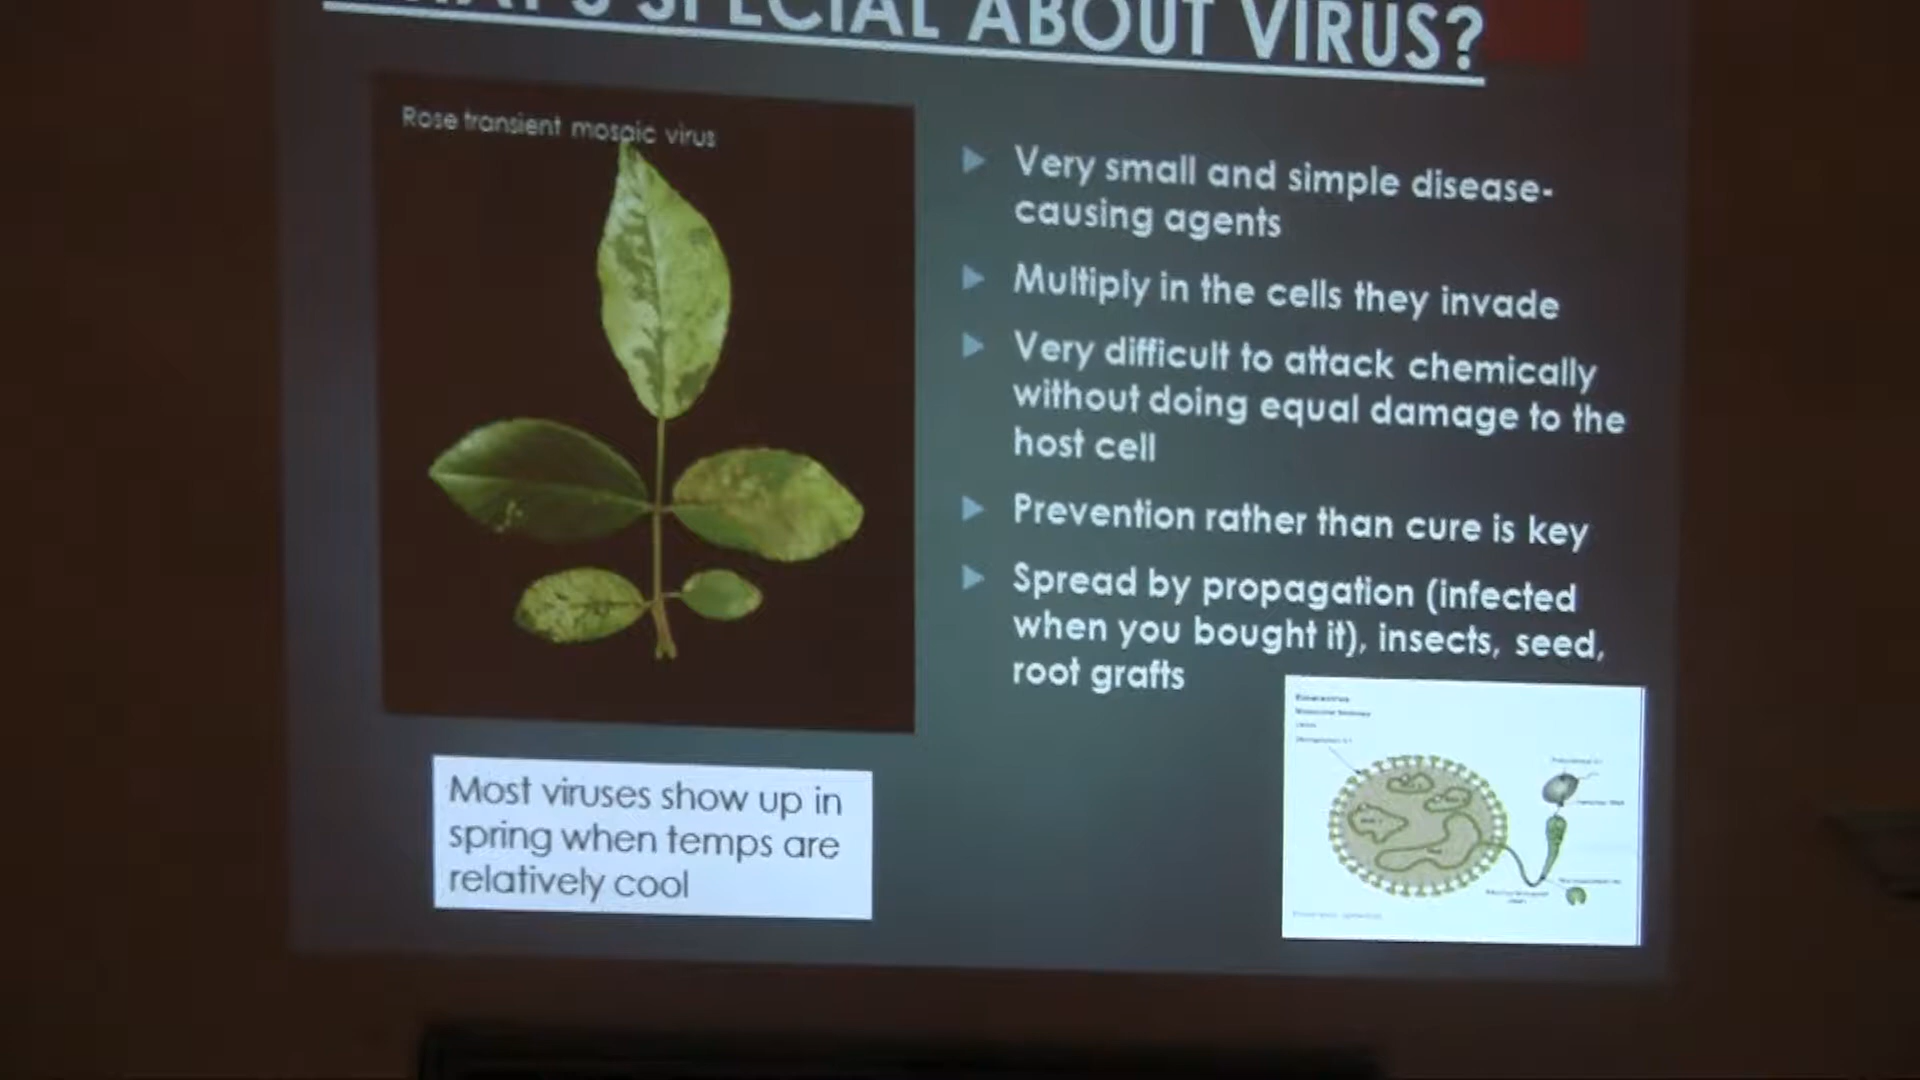 SPECIAL ABOUT VIRUS?
Rose transient mosaic virus
Very small and simple disease-
causing agents
Multiply in the cells they invade
Very difficult to attack chemically
without doing equal damage to the
host cell
Prevention rather than cure is key
Spread by propagation (infected
when you bought it), insects, seed,
root grafts
Most viruses show up in
spring when temps are
relatively cool